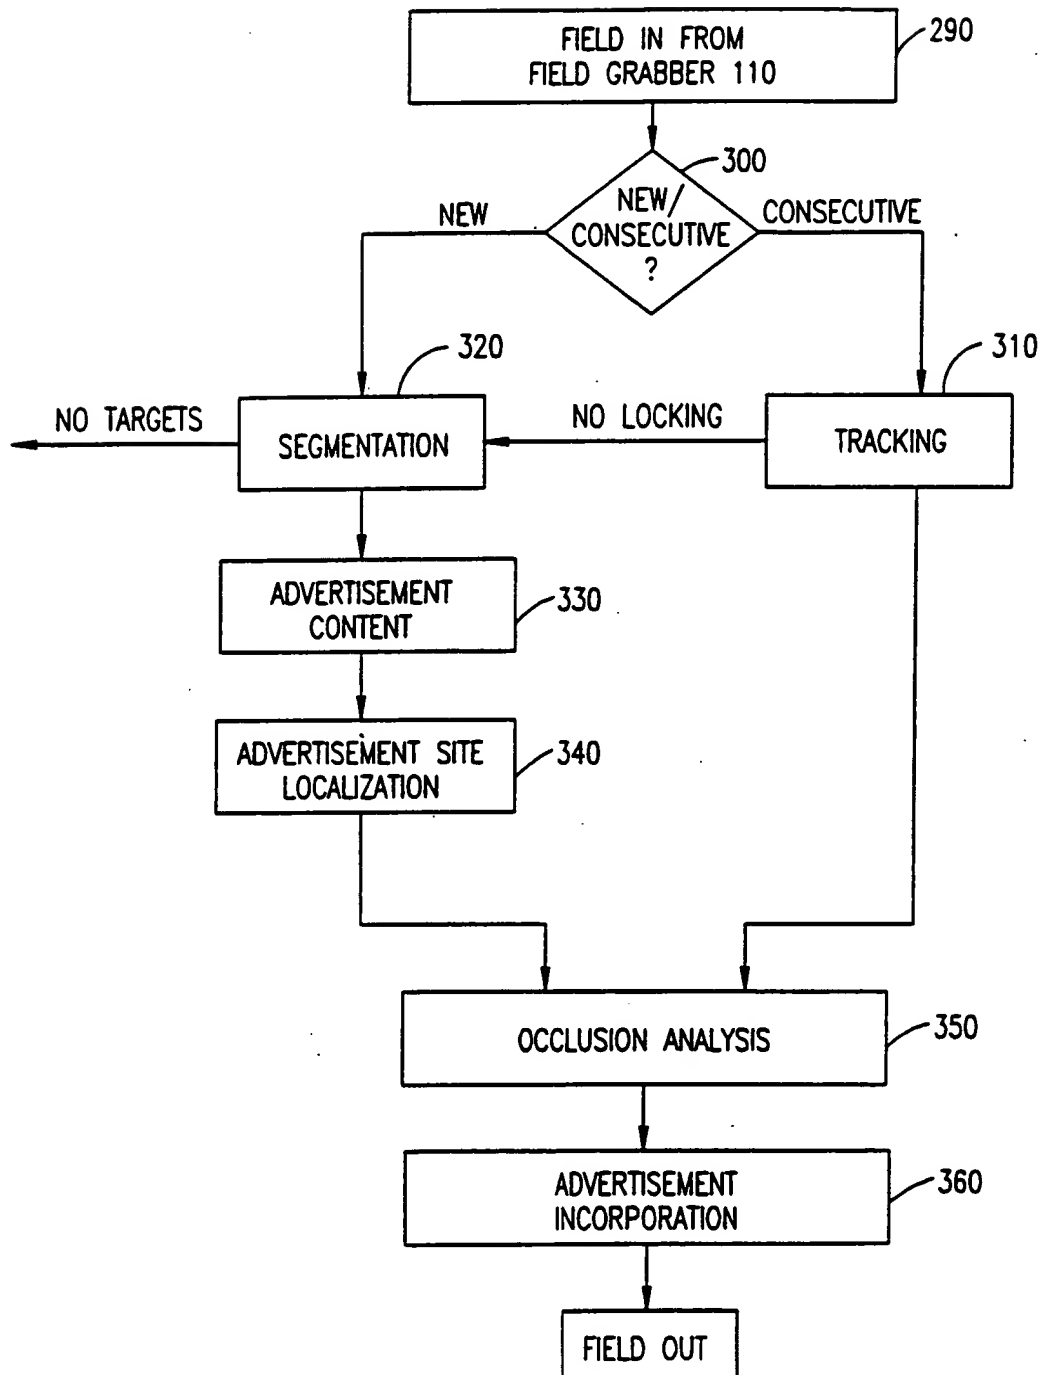 FIELD IN FROM
FIELD GRABBER 110
290
300
NEW/
CONSECUTIVE
?
NEW
CONSECUTIVE
320
310
NO TARGETS
SEGMENTATION
NO LOCKING
TRACKING
ADVERTISEMENT
CONTENT
330
ADVERTISEMENT SITE
LOCALIZATION
340
OCCLUSION ANALYSIS
350
ADVERTISEMENT
INCORPORATION
360
FIELD OUT